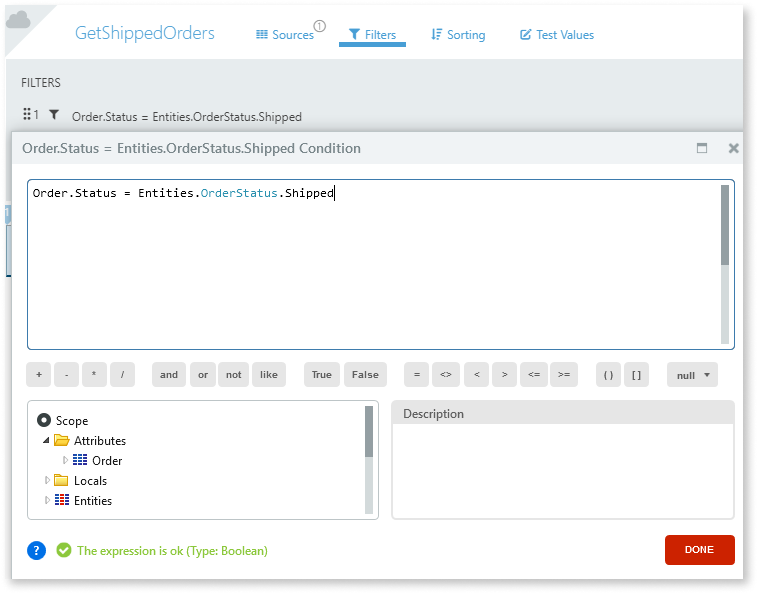 GetShippedOrders Sources 1 Filters Sorting Test Values
FILTERS
1 Order.Status = Entities.OrderStatus.Shipped
Order.Status = Entities.OrderStatus.Shipped Condition
Order.Status = Entities.OrderStatus.Shipped
+ - * / and or not like True False = <> < > <= >= ( ) [ ] null
Scope
Attributes
Order
Locals
Entities
Description
? The expression is ok (Type: Boolean)
DONE